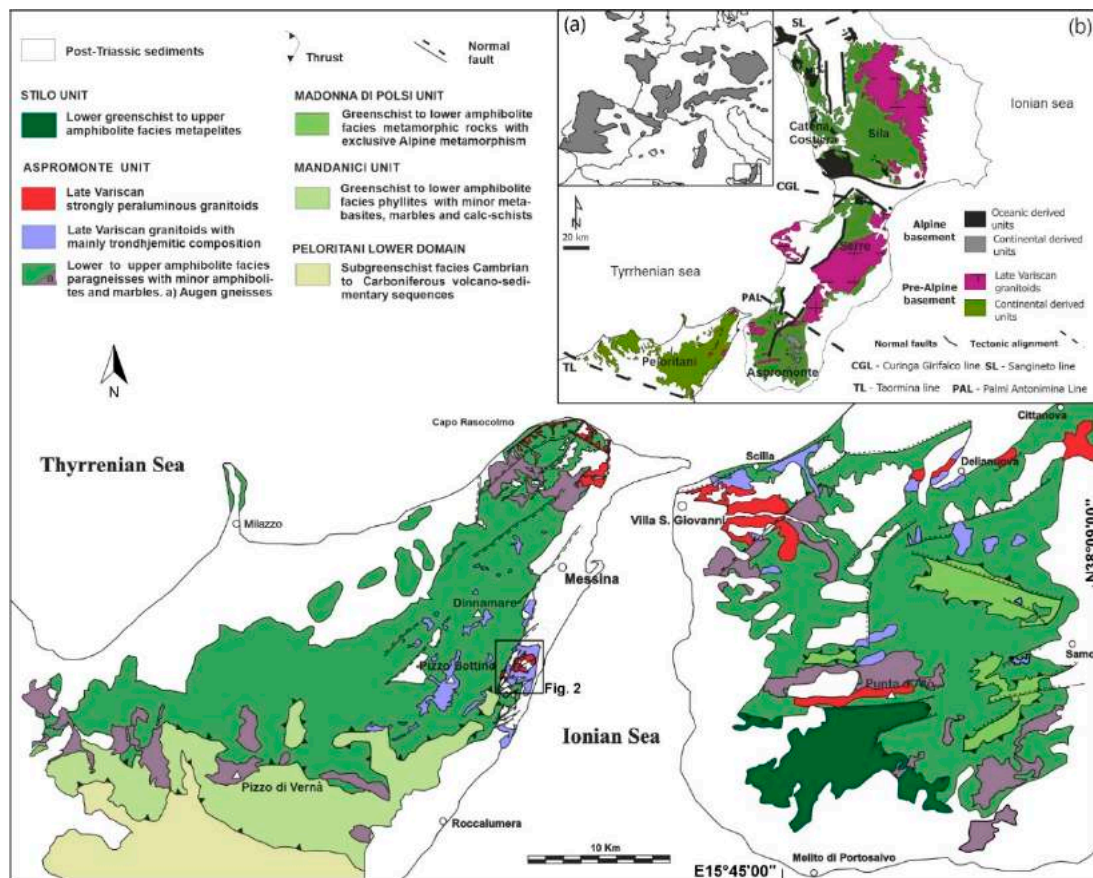 Post-Triassic sediments
Thrust
Normal
fault
STILO UNIT
Lower greenschist to upper
amphibolite facies metapelites
ASPROMONTE UNIT
Late Variscan
strongly peraluminous granitoids
Late Variscan granitoids with
mainly trondhjemitic composition
a
Lower to upper amphibolite facies
paragneisses with minor amphiboli-
tes and marbles. a) Augen gneisses
MADONNA DI POLSI UNIT
Greenschist to lower amphibolite
facies metamorphic rocks with
exclusive Alpine metamorphism
MANDANICI UNIT
Greenschist to lower amphibolite
facies phyllites with minor meta-
basites, marbles and calc-schists
PELORITANI LOWER DOMAIN
Subgreenschist facies Cambrian
to Carboniferous volcano-sedi-
mentary sequences
N
(a)
(b)
SL
Ionian sea
Catena
Costiera
Sila
CGL
N
20 km
Serre
Tyrrhenian sea
PAL
Peloritani
TL
Aspromonte
Alpine
basement
Oceanic derived
units
Continental derived
units
Pre-Alpine
basement
Late Variscan
granitoids
Continental derived
units
Normal faults
Tectonic alignment
CGL - Curinga Girifalco line SL - Sangineto line
TL - Taormina line PAL - Palmi Antonimina Line
Capo Rasocolmo
Thyrrenian Sea
Milazzo
Messina
Dinnamare
Pizzo Bottino
Fig. 2
Ionian Sea
Pizzo di Vernà
Roccalumera
10 Km
Cittanova
Scilla
Delianuova
Villa S. Giovanni
N38°09'00"
Samo
Punta d'Atò
Melito di Portosalvo
E15°45'00"